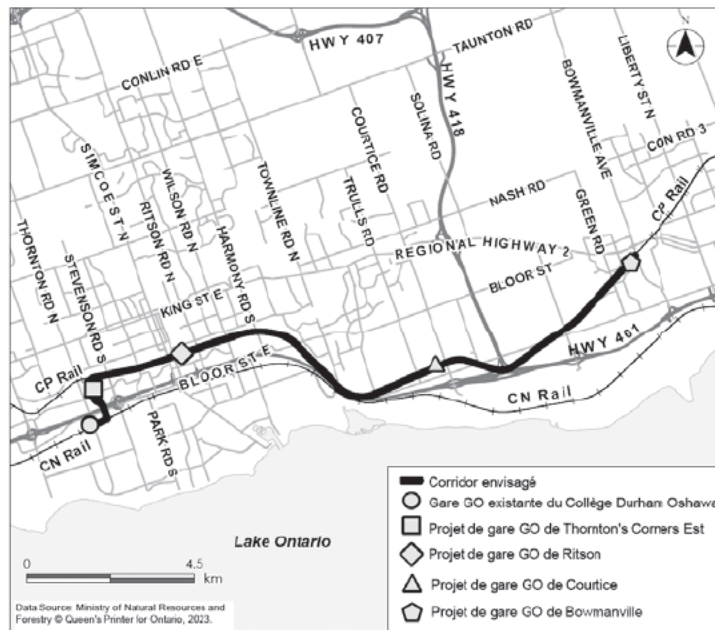 HWY 407
TAUNTON RD
CONLIN RD E
HWY 418
BOWMANVILLE AVE
LIBERTY ST N
N
SOLINA RD
COURTICE RD
CON RD 3
SIMCOE ST N
WILSON RD N
RITSON RD N
TOWNLINE RD N
TRULLS RD
NASH RD
GREEN RD
CP Rail
THORNTON RD N
STEVENSON RD S
HARMONY RD S
REGIONAL HIGHWAY 2
BLOOR ST
KING ST E
HWY 401
CP Rail
BLOOR ST E
CN Rail
CN Rail
PARK RD S
Lake Ontario
0 4.5
km
Data Source: Ministry of Natural Resources and
Forestry © Queen's Printer for Ontario, 2023.
Corridor envisagé
Gare GO existante du Collège Durham Oshawa
Projet de gare GO de Thornton's Corners Est
Projet de gare GO de Ritson
Projet de gare GO de Courtice
Projet de gare GO de Bowmanville